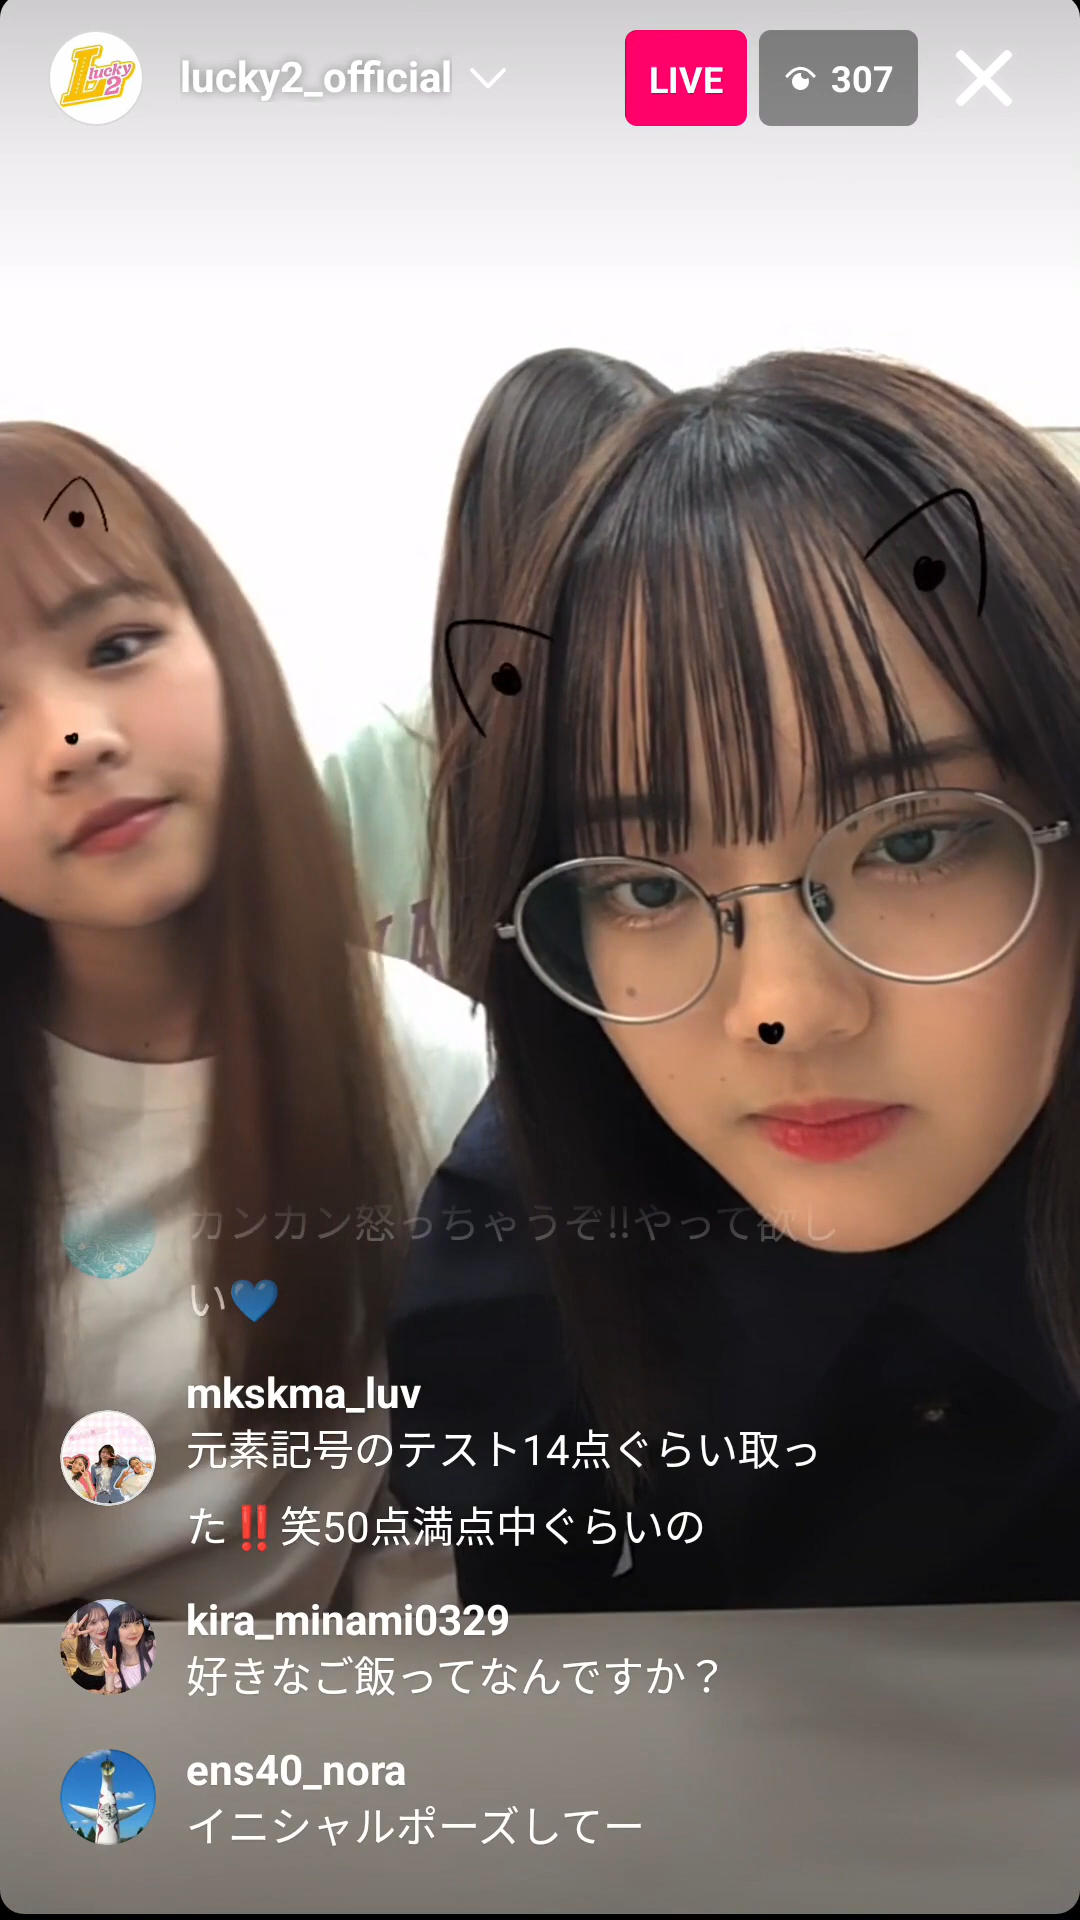 L lucky 2
lucky2_official
LIVE
307
カンカン怒っちゃうぞ!!やって欲し
い💙
mkskma_luv
元素記号のテスト14点ぐらい取っ
た‼️笑50点満点中ぐらいの
kira_minami0329
好きなご飯ってなんですか？
ens40_nora
イニシャルポーズしてー